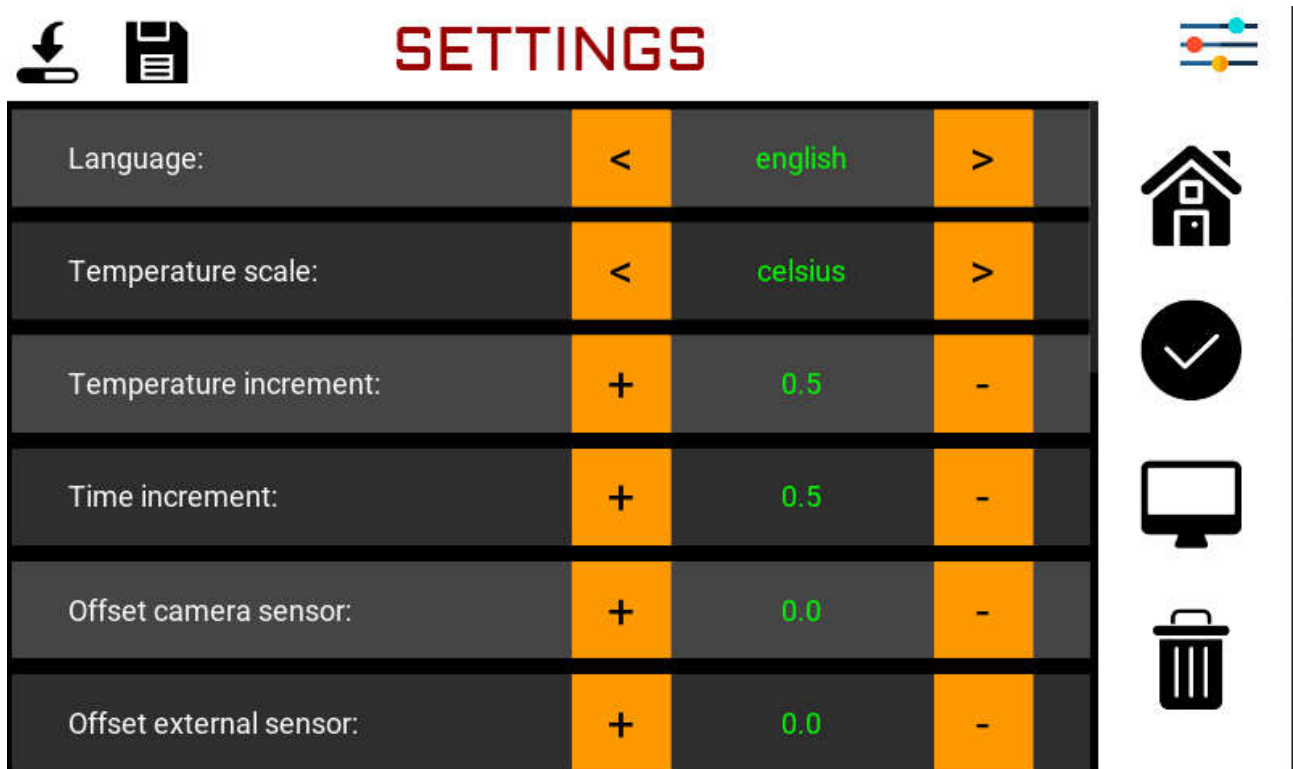 SETTINGS
Language: < english >
Temperature scale: < celsius >
Temperature increment: + 0.5 -
Time increment: + 0.5 -
Offset camera sensor: + 0.0 -
Offset external sensor: + 0.0 -